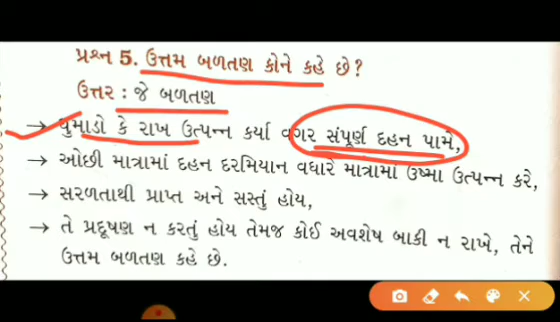 પ્રશ્ન 5. ઉત્તમ બળતણ કોને કહે છે?
ઉત્તર : જે બળતણ
→ ધુમાડો કે રાખ ઉત્પન્ન કર્યા વગર સંપૂર્ણ દહન પામે,
→ ઓછી માત્રામાં દહન દરમિયાન વધારે માત્રામાં ઉષ્મા ઉત્પન્ન કરે,
→ સરળતાથી પ્રાપ્ત અને સસ્તું હોય,
→ તે પ્રદૂષણ ન કરતું હોય તેમજ કોઈ અવશેષ બાકી ન રાખે, તેને
ઉત્તમ બળતણ કહે છે.